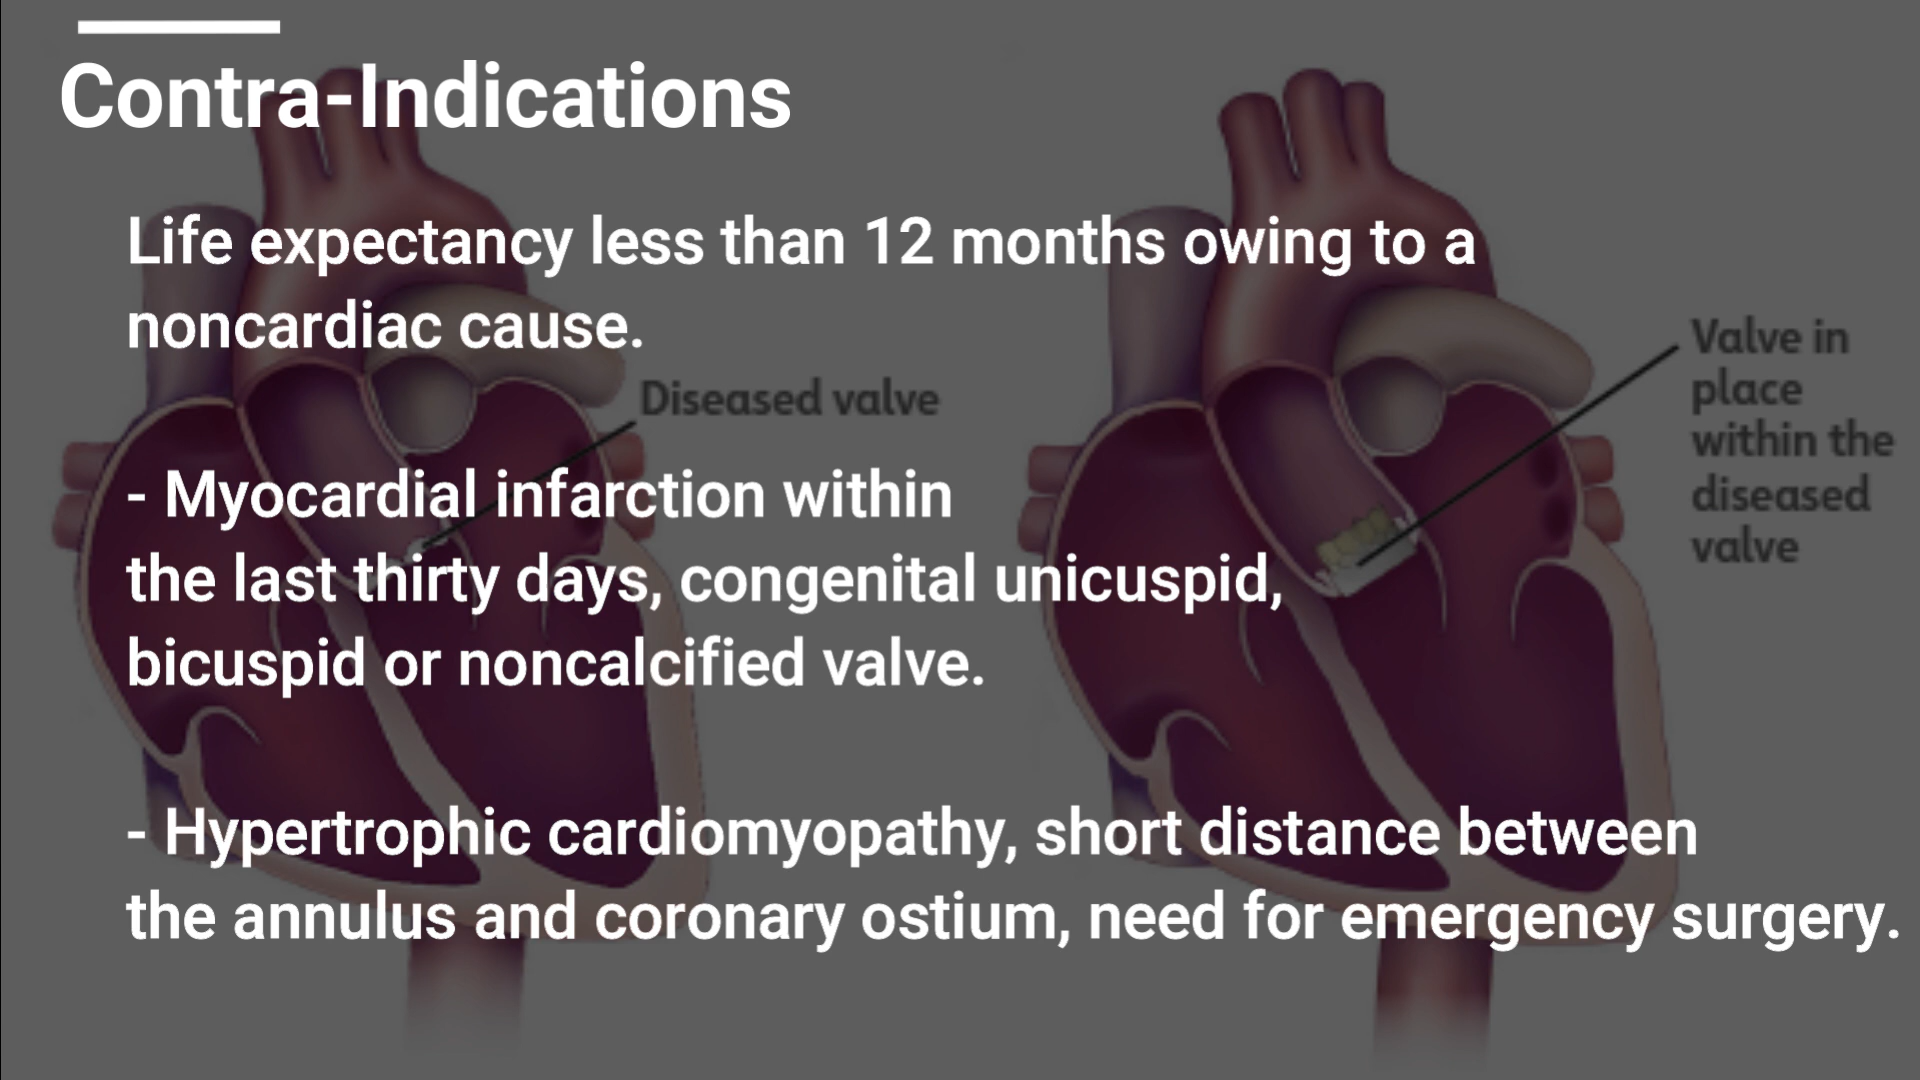 Contra-Indications
Life expectancy less than 12 months owing to a
noncardiac cause.
Diseased valve
Valve in
place
within the
diseased
valve
- Myocardial infarction within
the last thirty days, congenital unicuspid,
bicuspid or noncalcified valve.
- Hypertrophic cardiomyopathy, short distance between
the annulus and coronary ostium, need for emergency surgery.